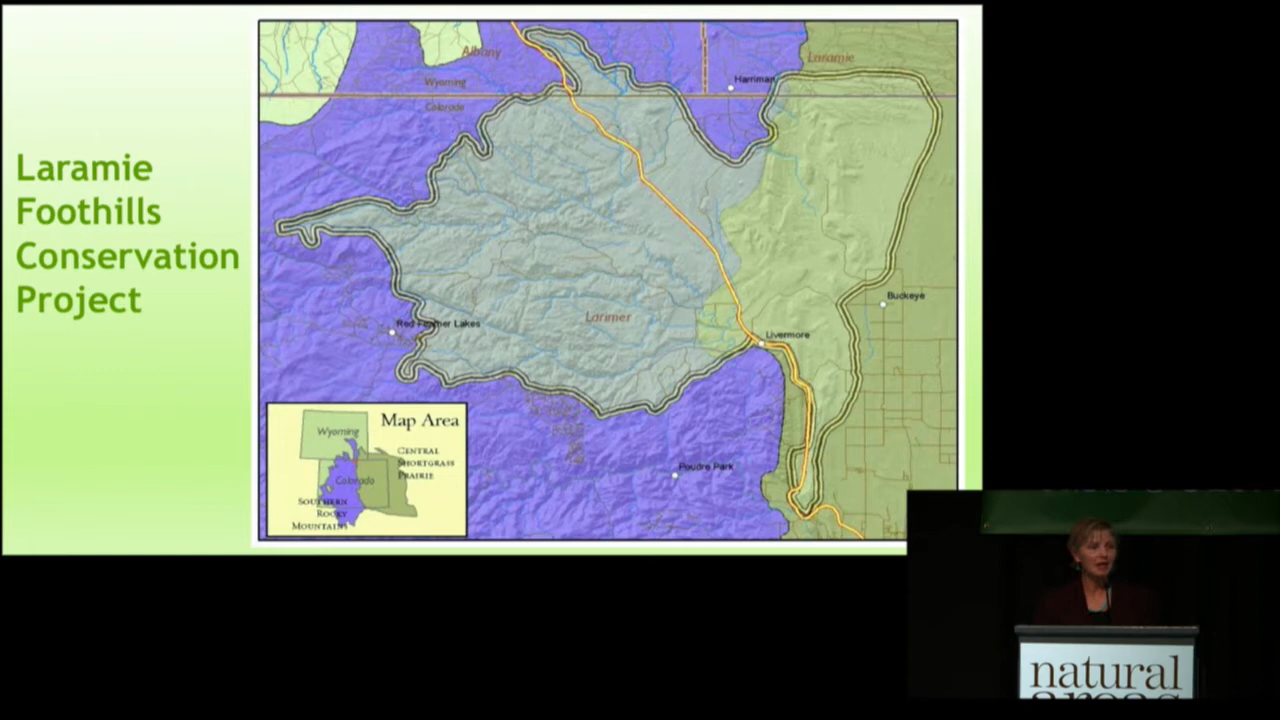 Laramie
Foothills
Conservation
Project
Albany
Laramie
Wyoming
Harriman
Colorado
Buckeye
Red Feather Lakes
Larimer
Livermore
Poudre Park
Map Area
Wyoming
Central
Shortgrass
Prairie
Colorado
Southern
Rocky
Mountains
natural
areas